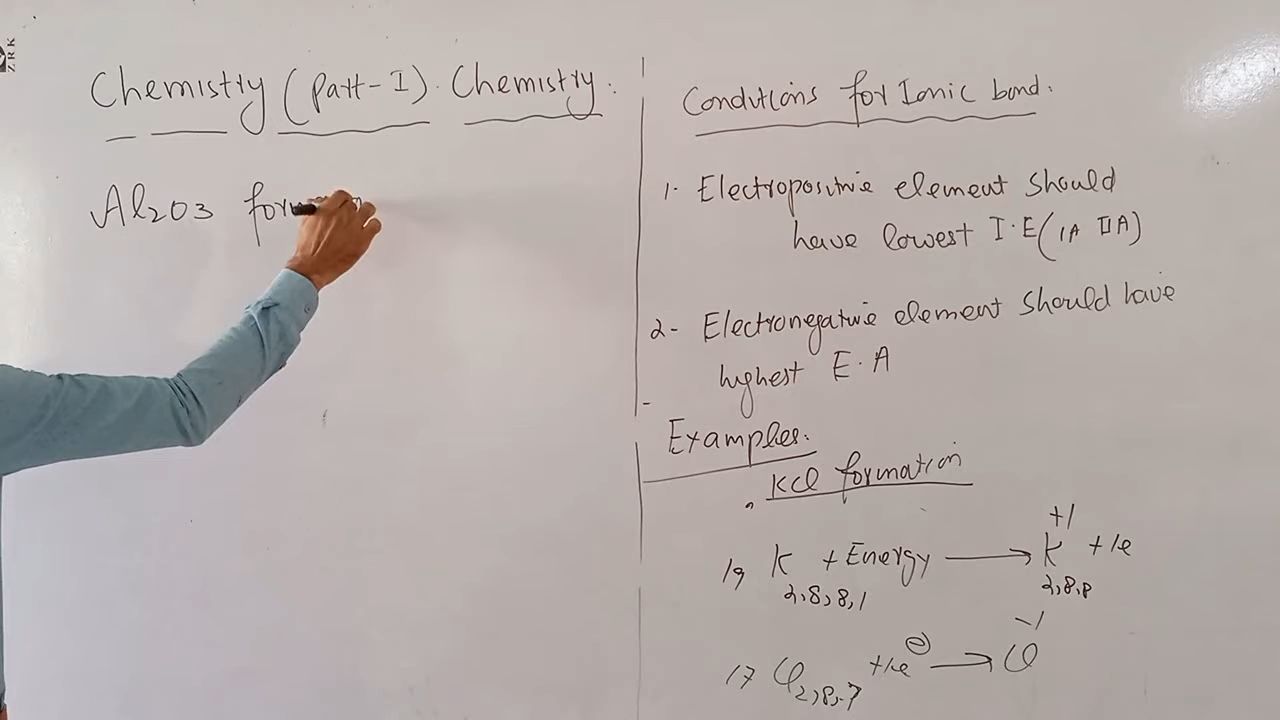 ZRK
Chemistry (Part-I). Chemistry.
Al2O3
Conditions for Ionic bond.
1. Electropositive element should
have lowest I.E (IA IIA)
2- Electronegative element should have
highest E.A
Examples.
KCl formation
19 K + Energy ⟶ K +1 + 1e
2,8,8,1 2,8,8
17 Cl 2,8,7 + 1e ⊖ ⟶ Cl -1